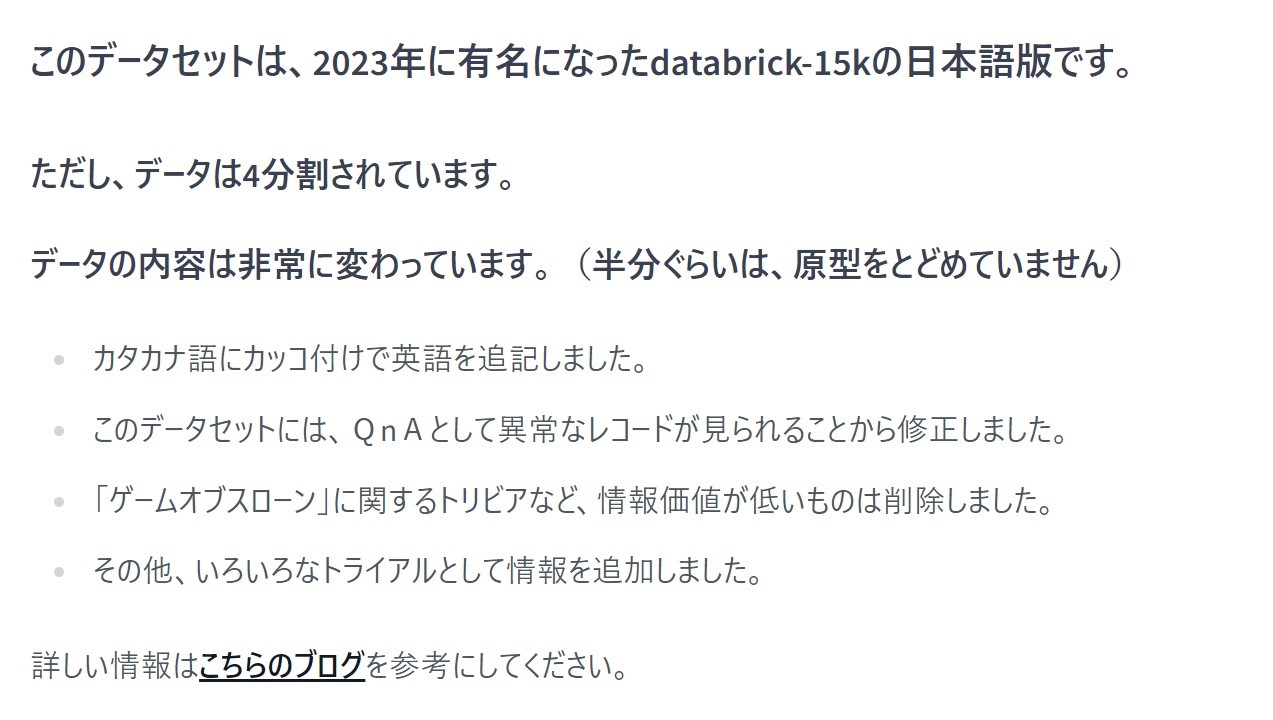 このデータセットは、2023年に有名になったdatabrick-15kの日本語版です。
ただし、データは4分割されています。
データの内容は非常に変わっています。（半分ぐらいは、原型をとどめていません）
カタカナ語にカッコ付けで英語を追記しました。
このデータセットには、ＱｎＡとして異常なレコードが見られることから修正しました。
「ゲームオブスローン」に関するトリビアなど、情報価値が低いものは削除しました。
その他、いろいろなトライアルとして情報を追加しました。
詳しい情報はこちらのブログを参考にしてください。